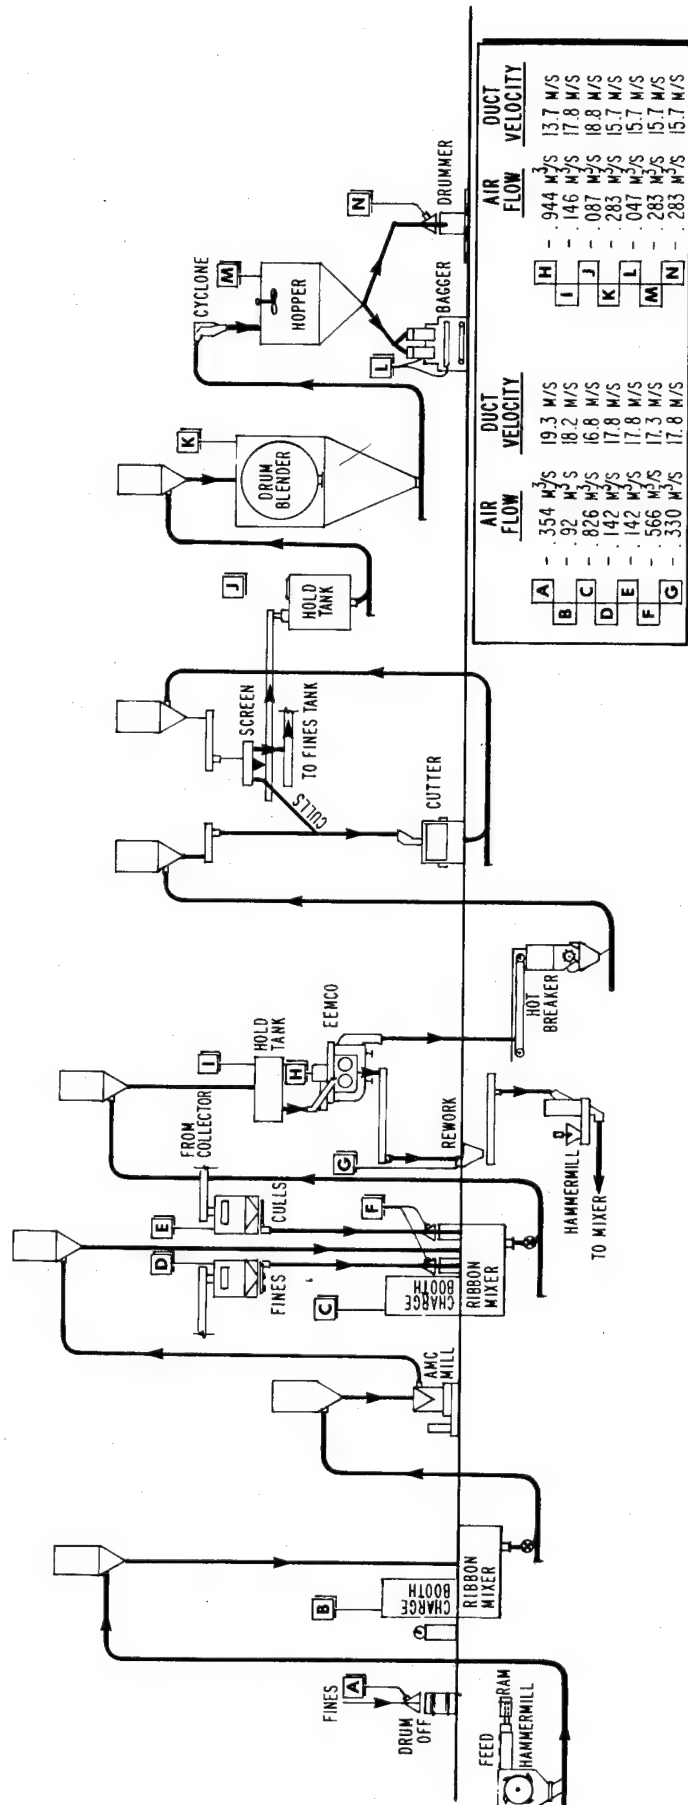 FEED
RAM
HAMMERMILL
FINES
A
DRUM
OFF
B
CHARGE
BOOTH
RIBBON
MIXER
AMC
MILL
C
CHARGE
BOOTH
RIBBON
MIXER
D
FINES
E
CULLS
F
FROM
COLLECTOR
G
REWORK
HAMMERMILL
TO MIXER
I
HOLD
TANK
H
EEMCO
HOT
BREAKER
CULLS
CUTTER
SCREEN
TO FINES TANK
J
HOLD
TANK
K
DRUM
BLENDER
CYCLONE
M
HOPPER
L
BAGGER
N
DRUMMER
AIR FLOW DUCT VELOCITY
A - .354 M³/S 19.3 M/S
B - .92 M³S 18.2 M/S
C - .826 M³/S 16.8 M/S
D - .142 M³/S 17.8 M/S
E - .142 M³/S 17.8 M/S
F - .566 M³/S 17.3 M/S
G - .330 M³/S 17.8 M/S
AIR FLOW DUCT VELOCITY
H - .944 M³/S 13.7 M/S
I - .146 M³/S 17.8 M/S
J - .087 M³/S 18.8 M/S
K - .283 M³/S 15.7 M/S
L - .047 M³/S 15.7 M/S
M - .283 M³/S 15.7 M/S
N - .283 M³/S 15.7 M/S